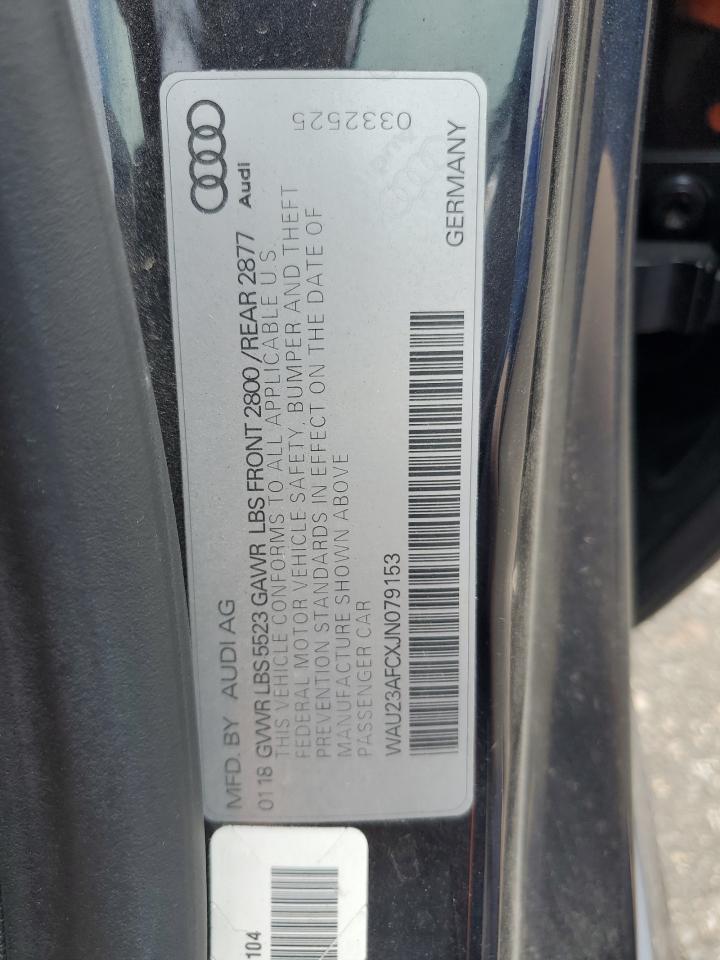 MFD. BY AUDI AG
Audi
0118 GVWR LBS 5523 GAWR LBS FRONT 2800 / REAR 2877
THIS VEHICLE CONFORMS TO ALL APPLICABLE U.S.
FEDERAL MOTOR VEHICLE SAFETY, BUMPER AND THEFT
PREVENTION STANDARDS IN EFFECT ON THE DATE OF
MANUFACTURE SHOWN ABOVE
PASSENGER CAR
WAU23AFCXJN079153
GERMANY
0332525
104